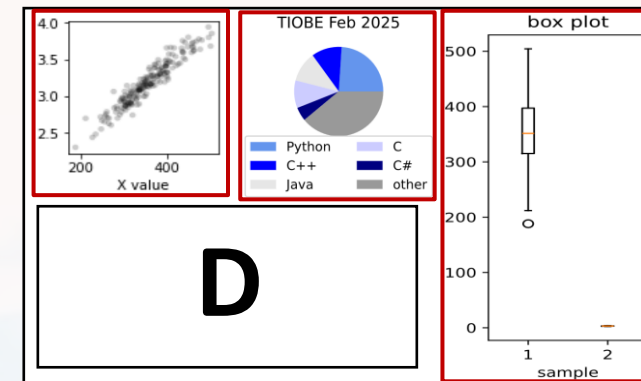 4.0
3.5
3.0
2.5
200 400
X value
TIOBE Feb 2025
Python C
C++ C#
Java other
box plot
500
400
300
200
100
0
1 2
sample
D